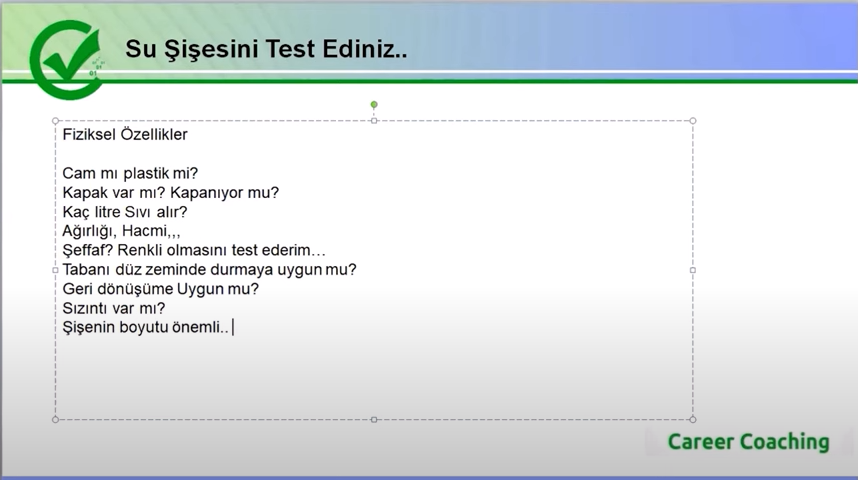 Su Şişesini Test Ediniz..
Fiziksel Özellikler
Cam mı plastik mi?
Kapak var mı? Kapanıyor mu?
Kaç litre Sıvı alır?
Ağırlığı, Hacmi,,,
Şeffaf? Renkli olmasını test ederim…
Tabanı düz zeminde durmaya uygun mu?
Geri dönüşüme Uygun mu?
Sızıntı var mı?
Şişenin boyutu önemli..
Career Coaching